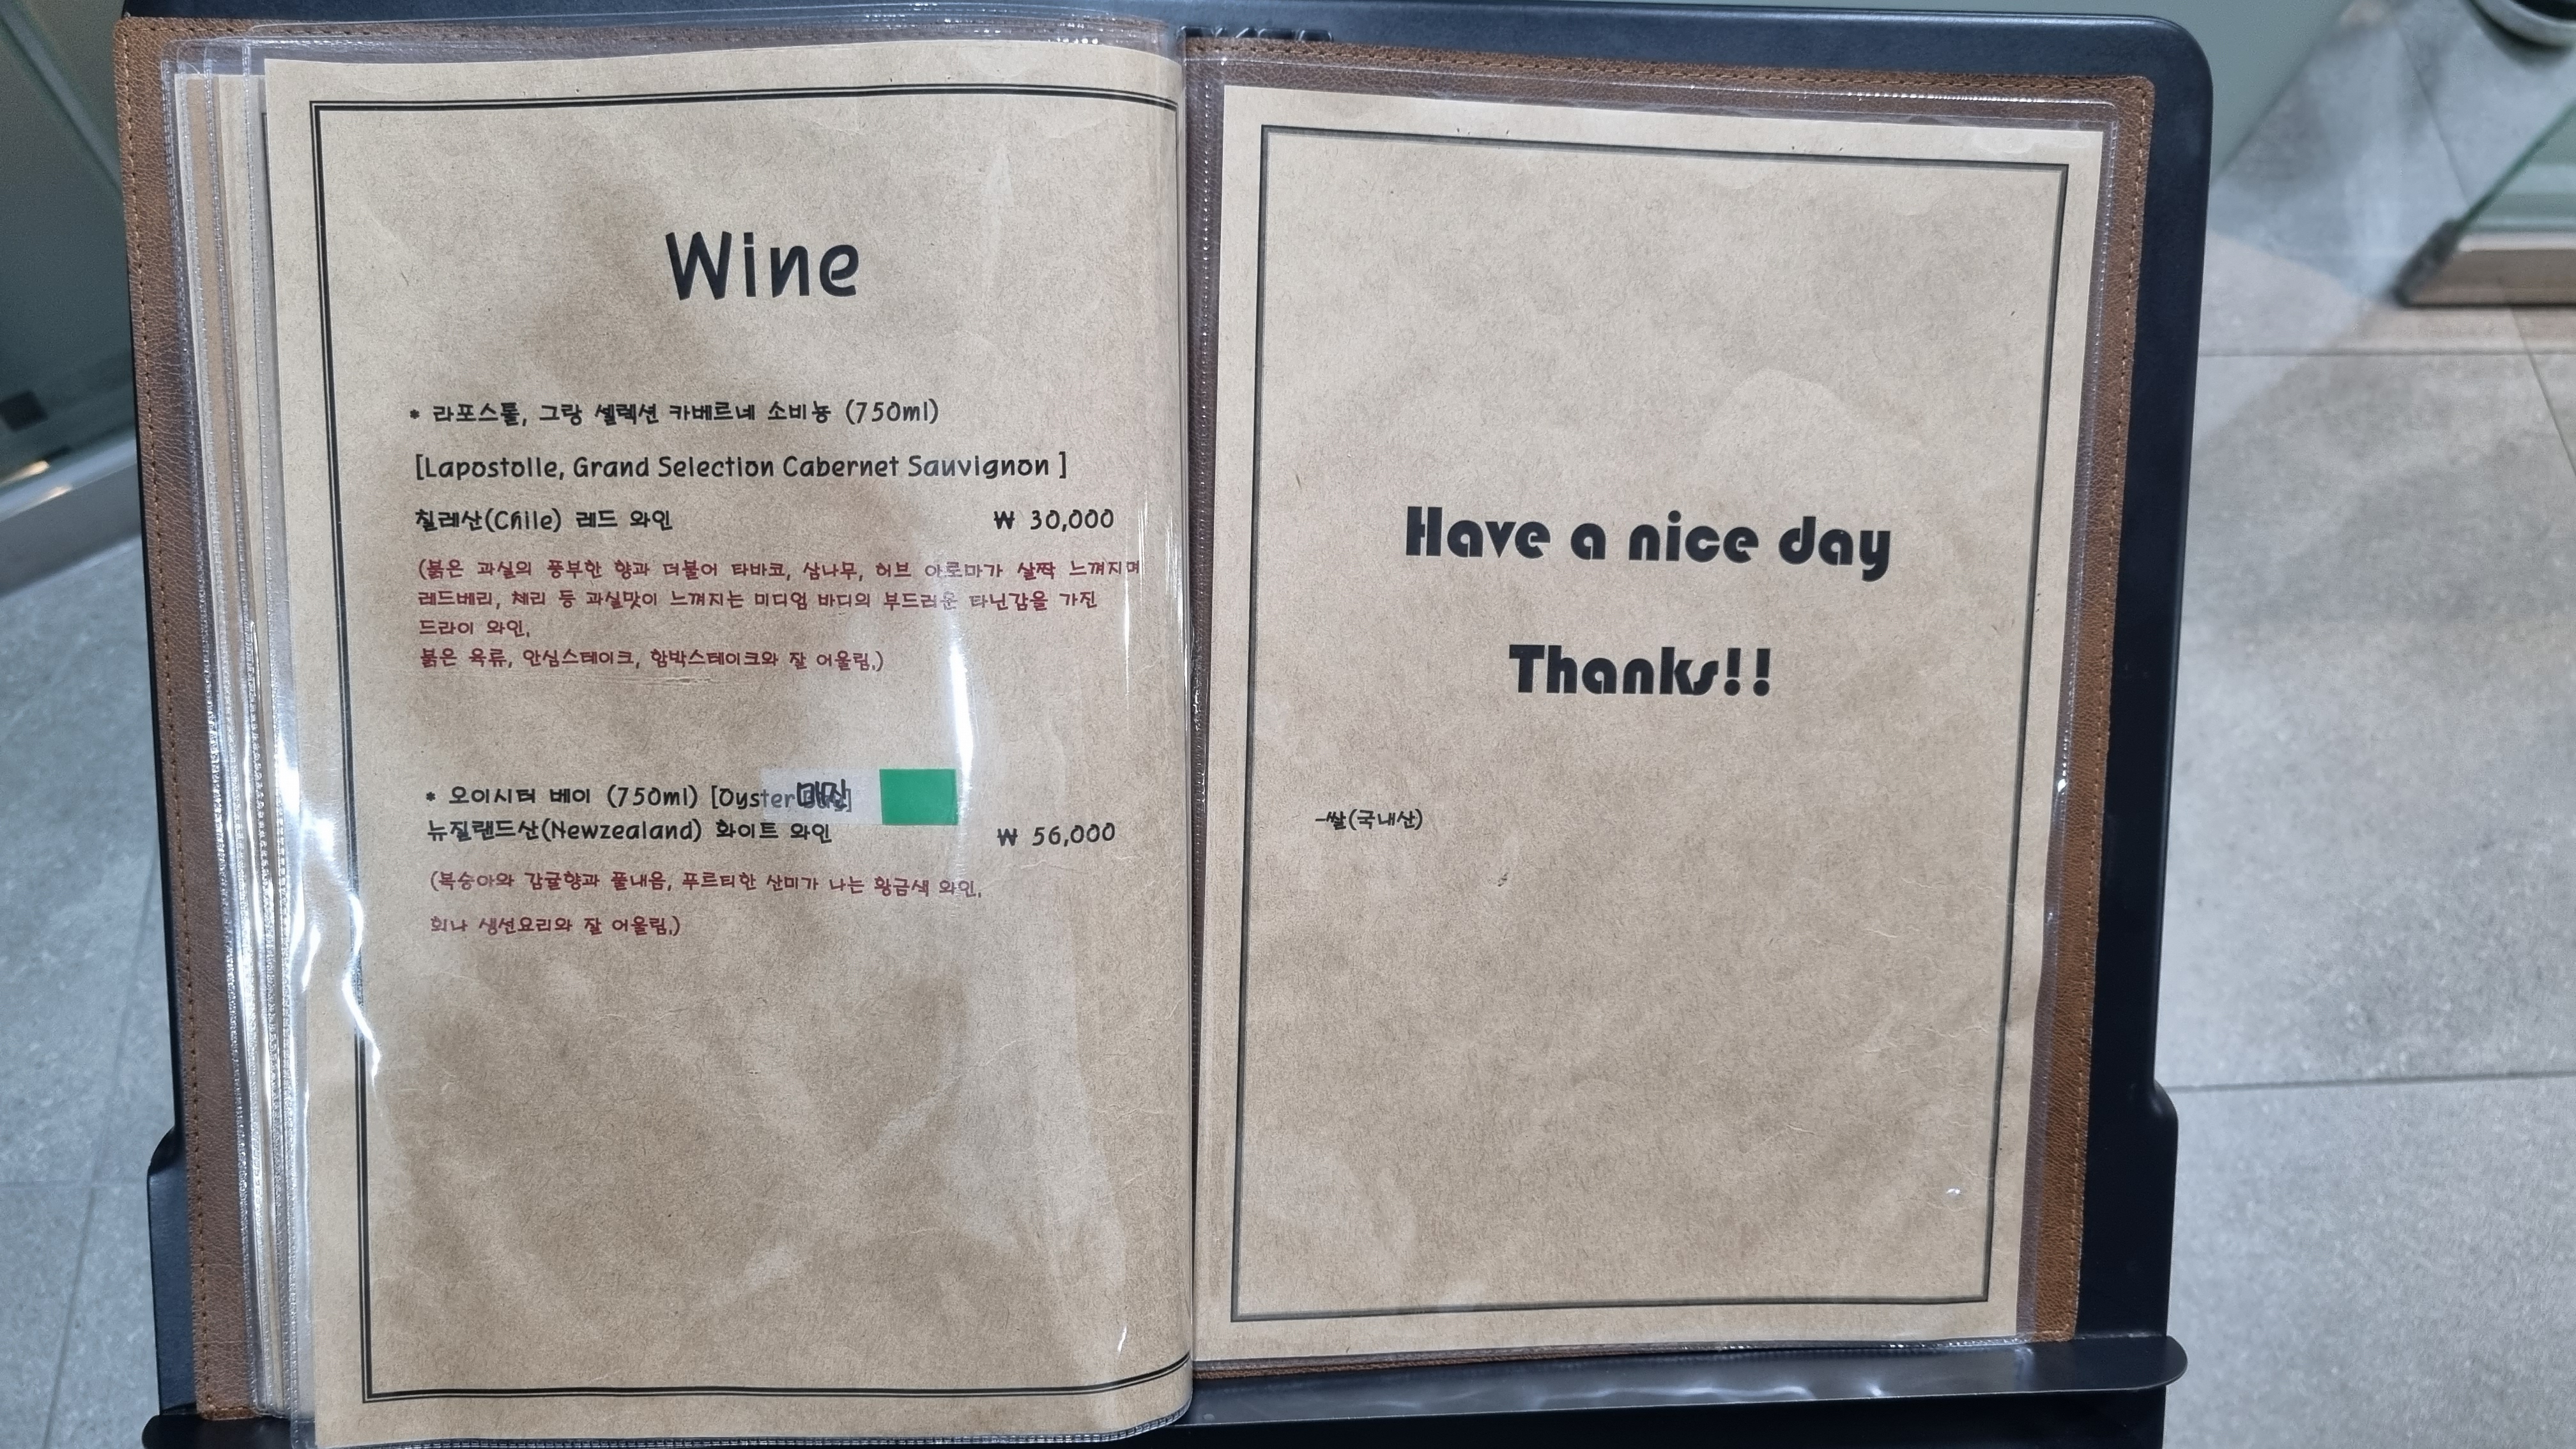 Wine
* 라포스톨, 그랑 셀렉션 카베르네 소비뇽 (750ml)
[Lapostolle, Grand Selection Cabernet Sauvignon ]
칠레산(Chile) 레드 와인 ₩ 30,000
(붉은 과실의 풍부한 향과 더불어 타바코, 삼나무, 허브 아로마가 살짝 느껴지며
레드베리, 체리 등 과실맛이 느껴지는 미디엄 바디의 부드러운 타닌감을 가진
드라이 와인.
붉은 육류, 안심스테이크, 함박스테이크와 잘 어울림.)
* 오이시터 베이 (750ml) [Oyster ]
매진
뉴질랜드산(Newzealand) 화이트 와인 ₩ 56,000
(복숭아와 감귤향과 풀내음, 푸르티한 산미가 나는 황금색 와인.
회나 생선요리와 잘 어울림.)
Have a nice day
Thanks!!
-쌀(국내산)